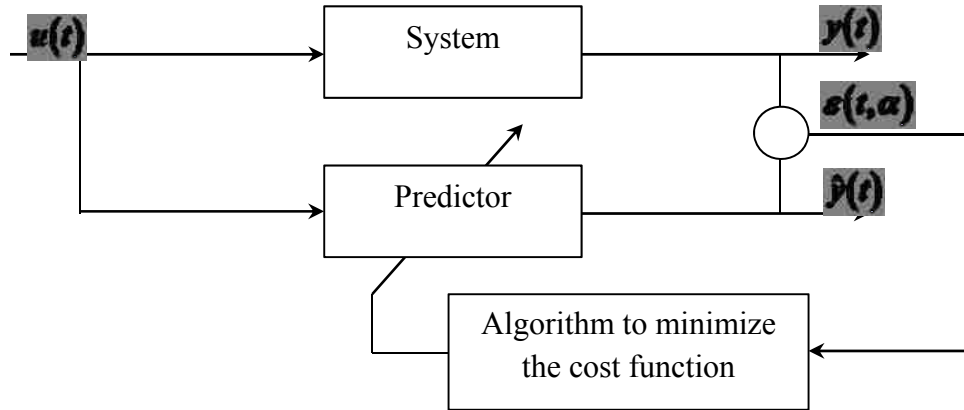 u(t)
System
y(t)
ε(t,α)
Predictor
ŷ(t)
Algorithm to minimize
the cost function